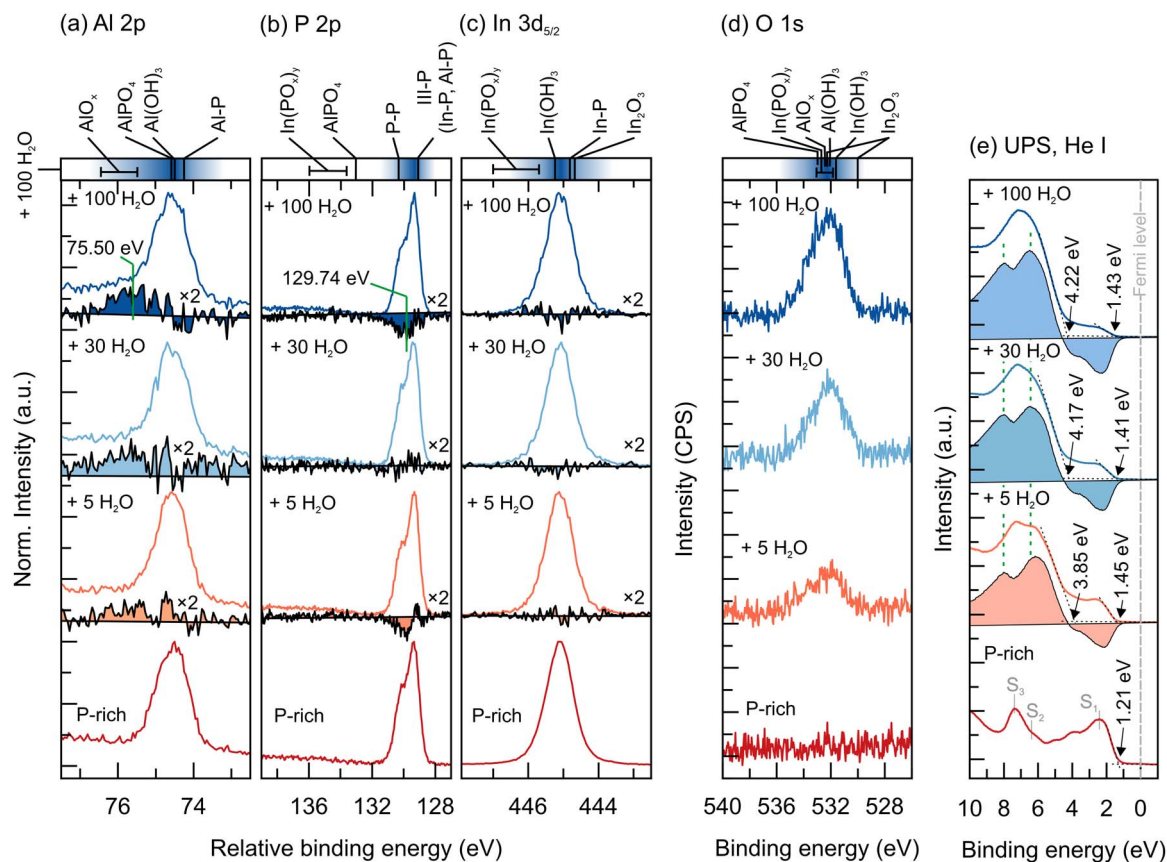 (a) Al 2p
(b) P 2p
(c) In 3d₅/₂
(d) O 1s
(e) UPS, He I
AlOₓ
AlPO₄
Al(OH)₃
Al-P
In(POₓ)ᵧ
AlPO₄
P-P
III-P
(In-P, Al-P)
In(POₓ)ᵧ
In(OH)₃
In-P
In₂O₃
AlPO₄
In(POₓ)ᵧ
AlOₓ
Al(OH)₃
In(OH)₃
In₂O₃
+ 100 H₂O
+ 100 H₂O
75.50 eV
×2
+ 30 H₂O
×2
+ 5 H₂O
×2
P-rich
76 74
+ 100 H₂O
129.74 eV
×2
+ 30 H₂O
×2
+ 5 H₂O
×2
P-rich
136 132 128
+ 100 H₂O
×2
+ 30 H₂O
×2
+ 5 H₂O
×2
P-rich
446 444
Norm. Intensity (a.u.)
Relative binding energy (eV)
+ 100 H₂O
+ 30 H₂O
+ 5 H₂O
P-rich
540 536 532 528
Intensity (CPS)
Binding energy (eV)
+ 100 H₂O
4.22 eV
1.43 eV
Fermi level
+ 30 H₂O
4.17 eV
1.41 eV
+ 5 H₂O
3.85 eV
1.45 eV
P-rich
S₃
S₂
S₁
1.21 eV
10 8 6 4 2 0
Intensity (a.u.)
Binding energy (eV)